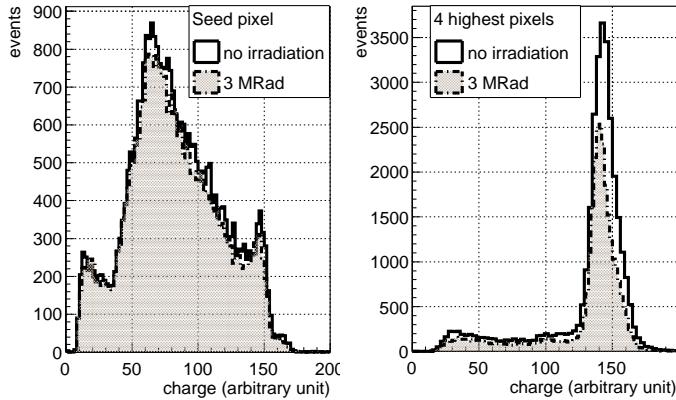 Seed pixel
no irradiation
3 MRad
events
900
800
700
600
500
400
300
200
100
0
0 50 100 150 200
charge (arbitrary unit)
4 highest pixels
no irradiation
3 MRad
events
3500
3000
2500
2000
1500
1000
500
0
0 50 100 150
charge (arbitrary unit)